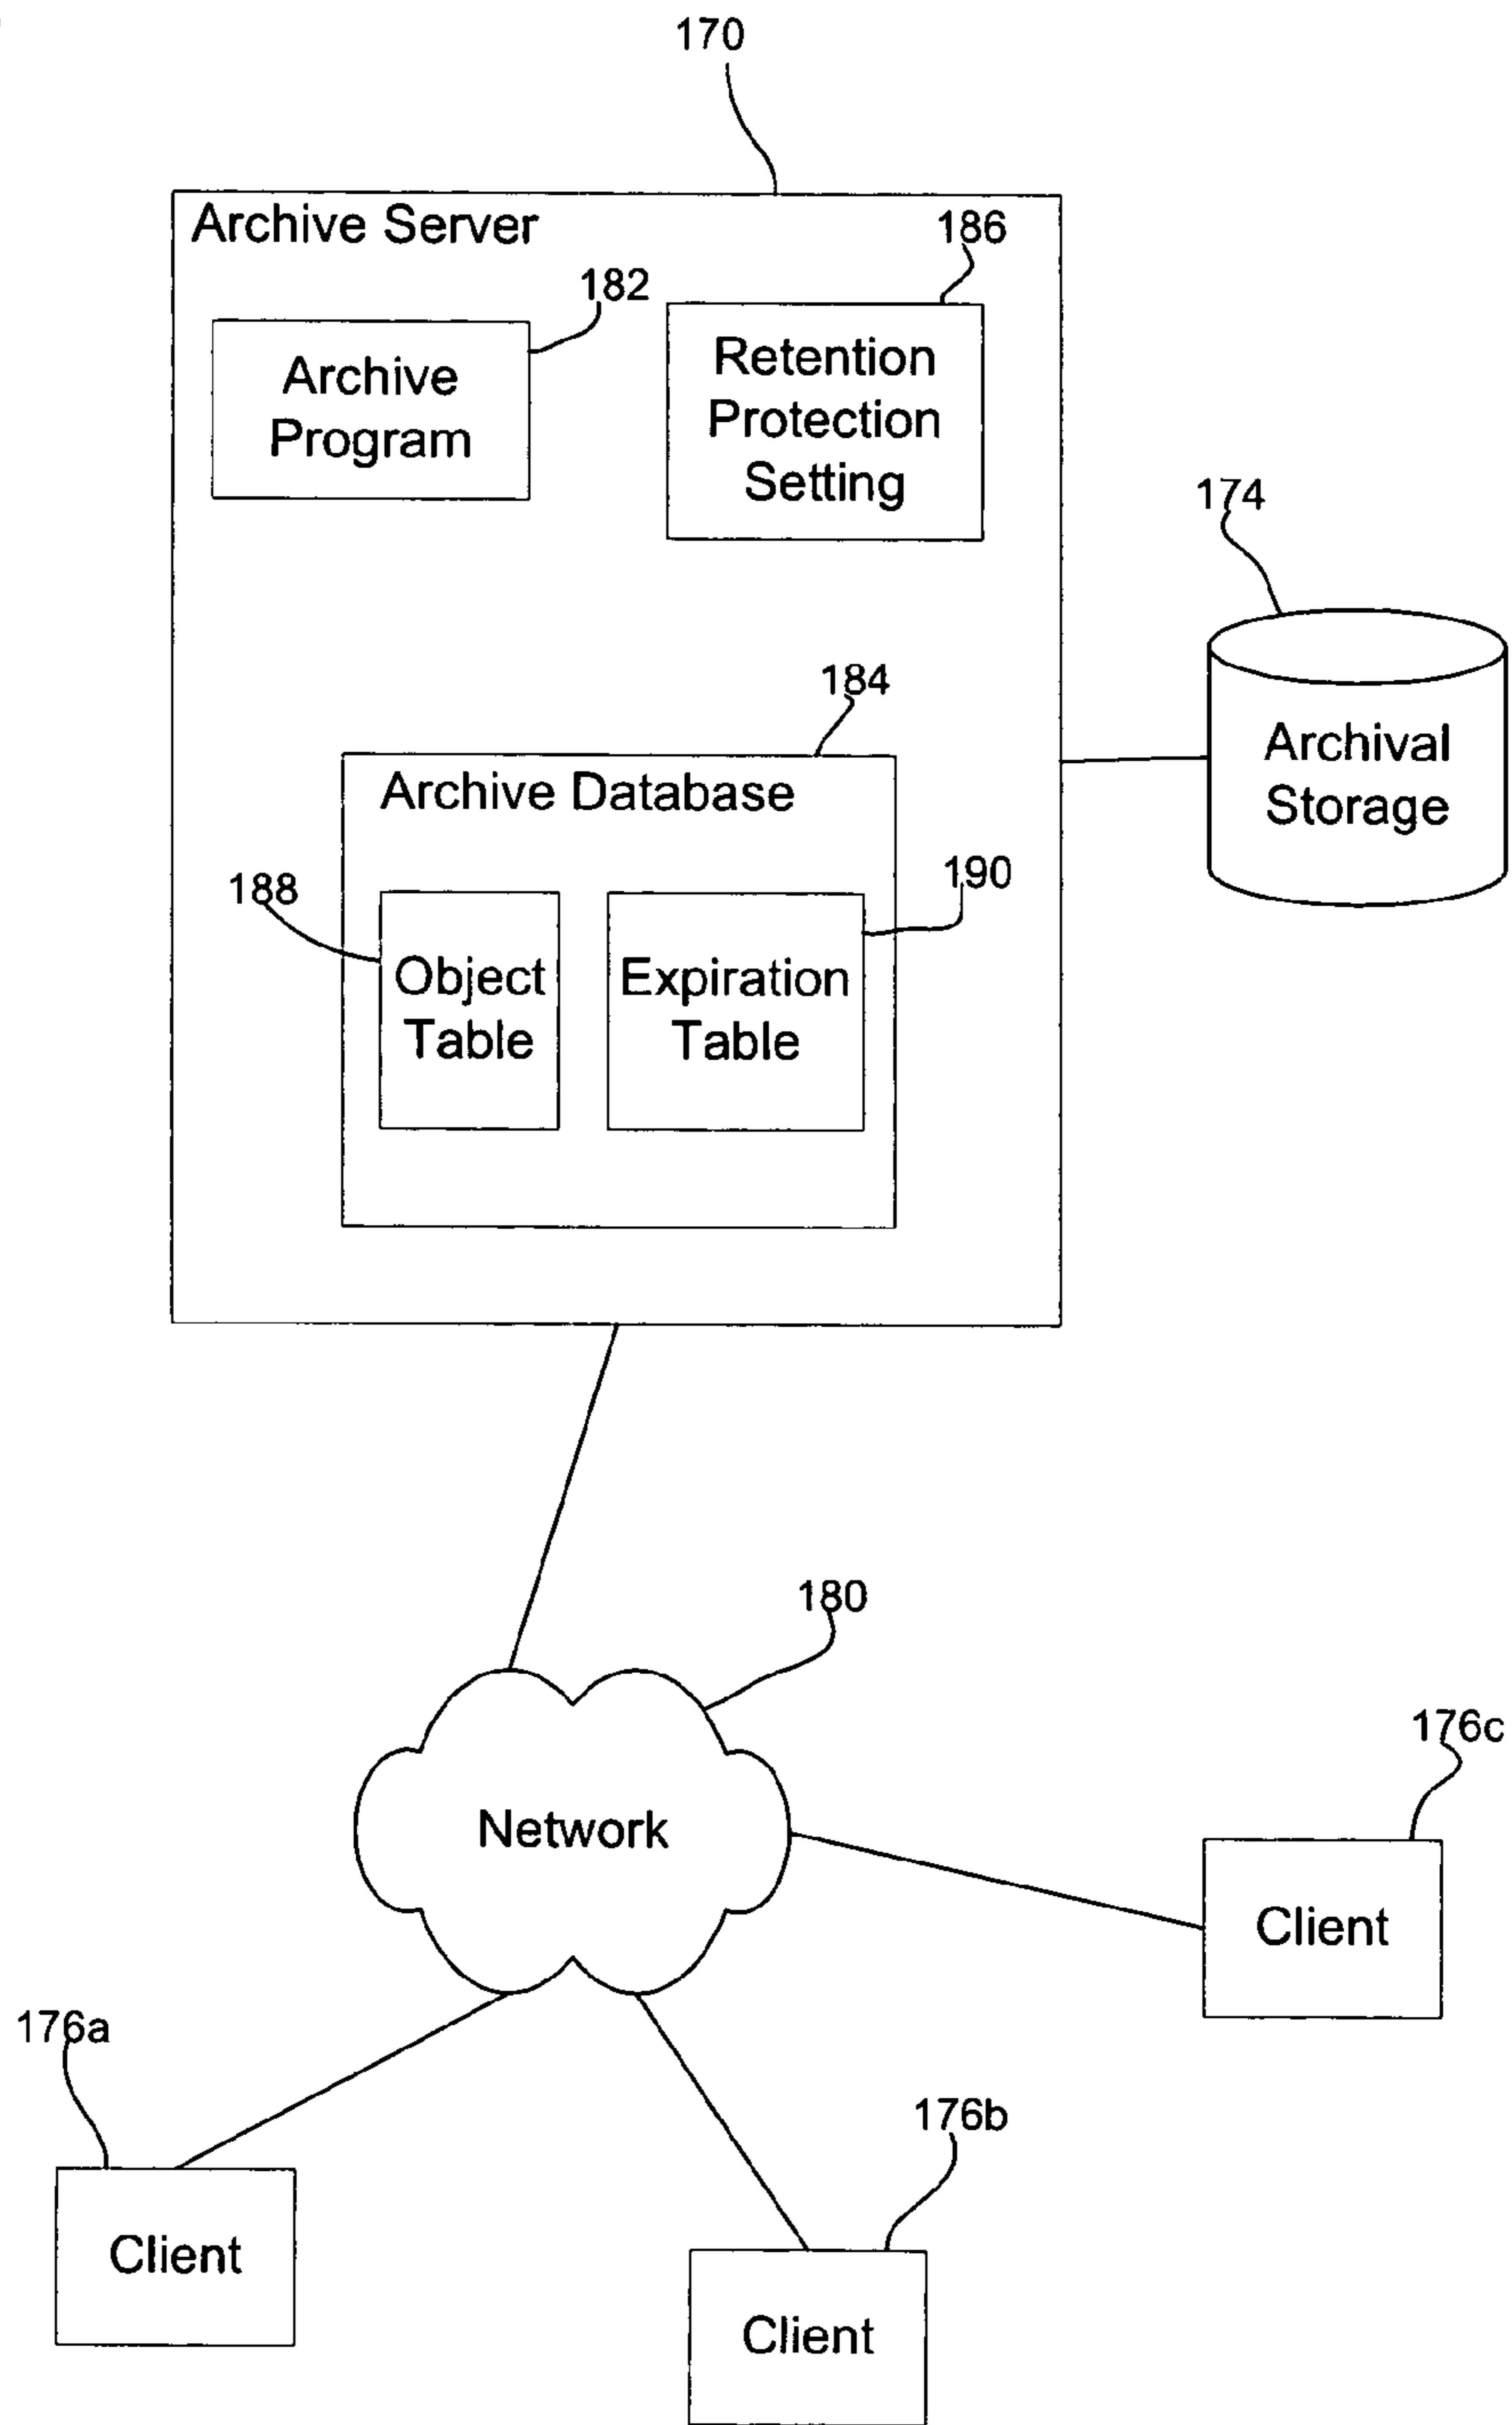 170
Archive Server
186
182
Archive
Program
Retention
Protection
Setting
174
184
Archival
Storage
Archive Database
188
190
Object
Table
Expiration
Table
180
176c
Network
Client
176a
176b
Client
Client